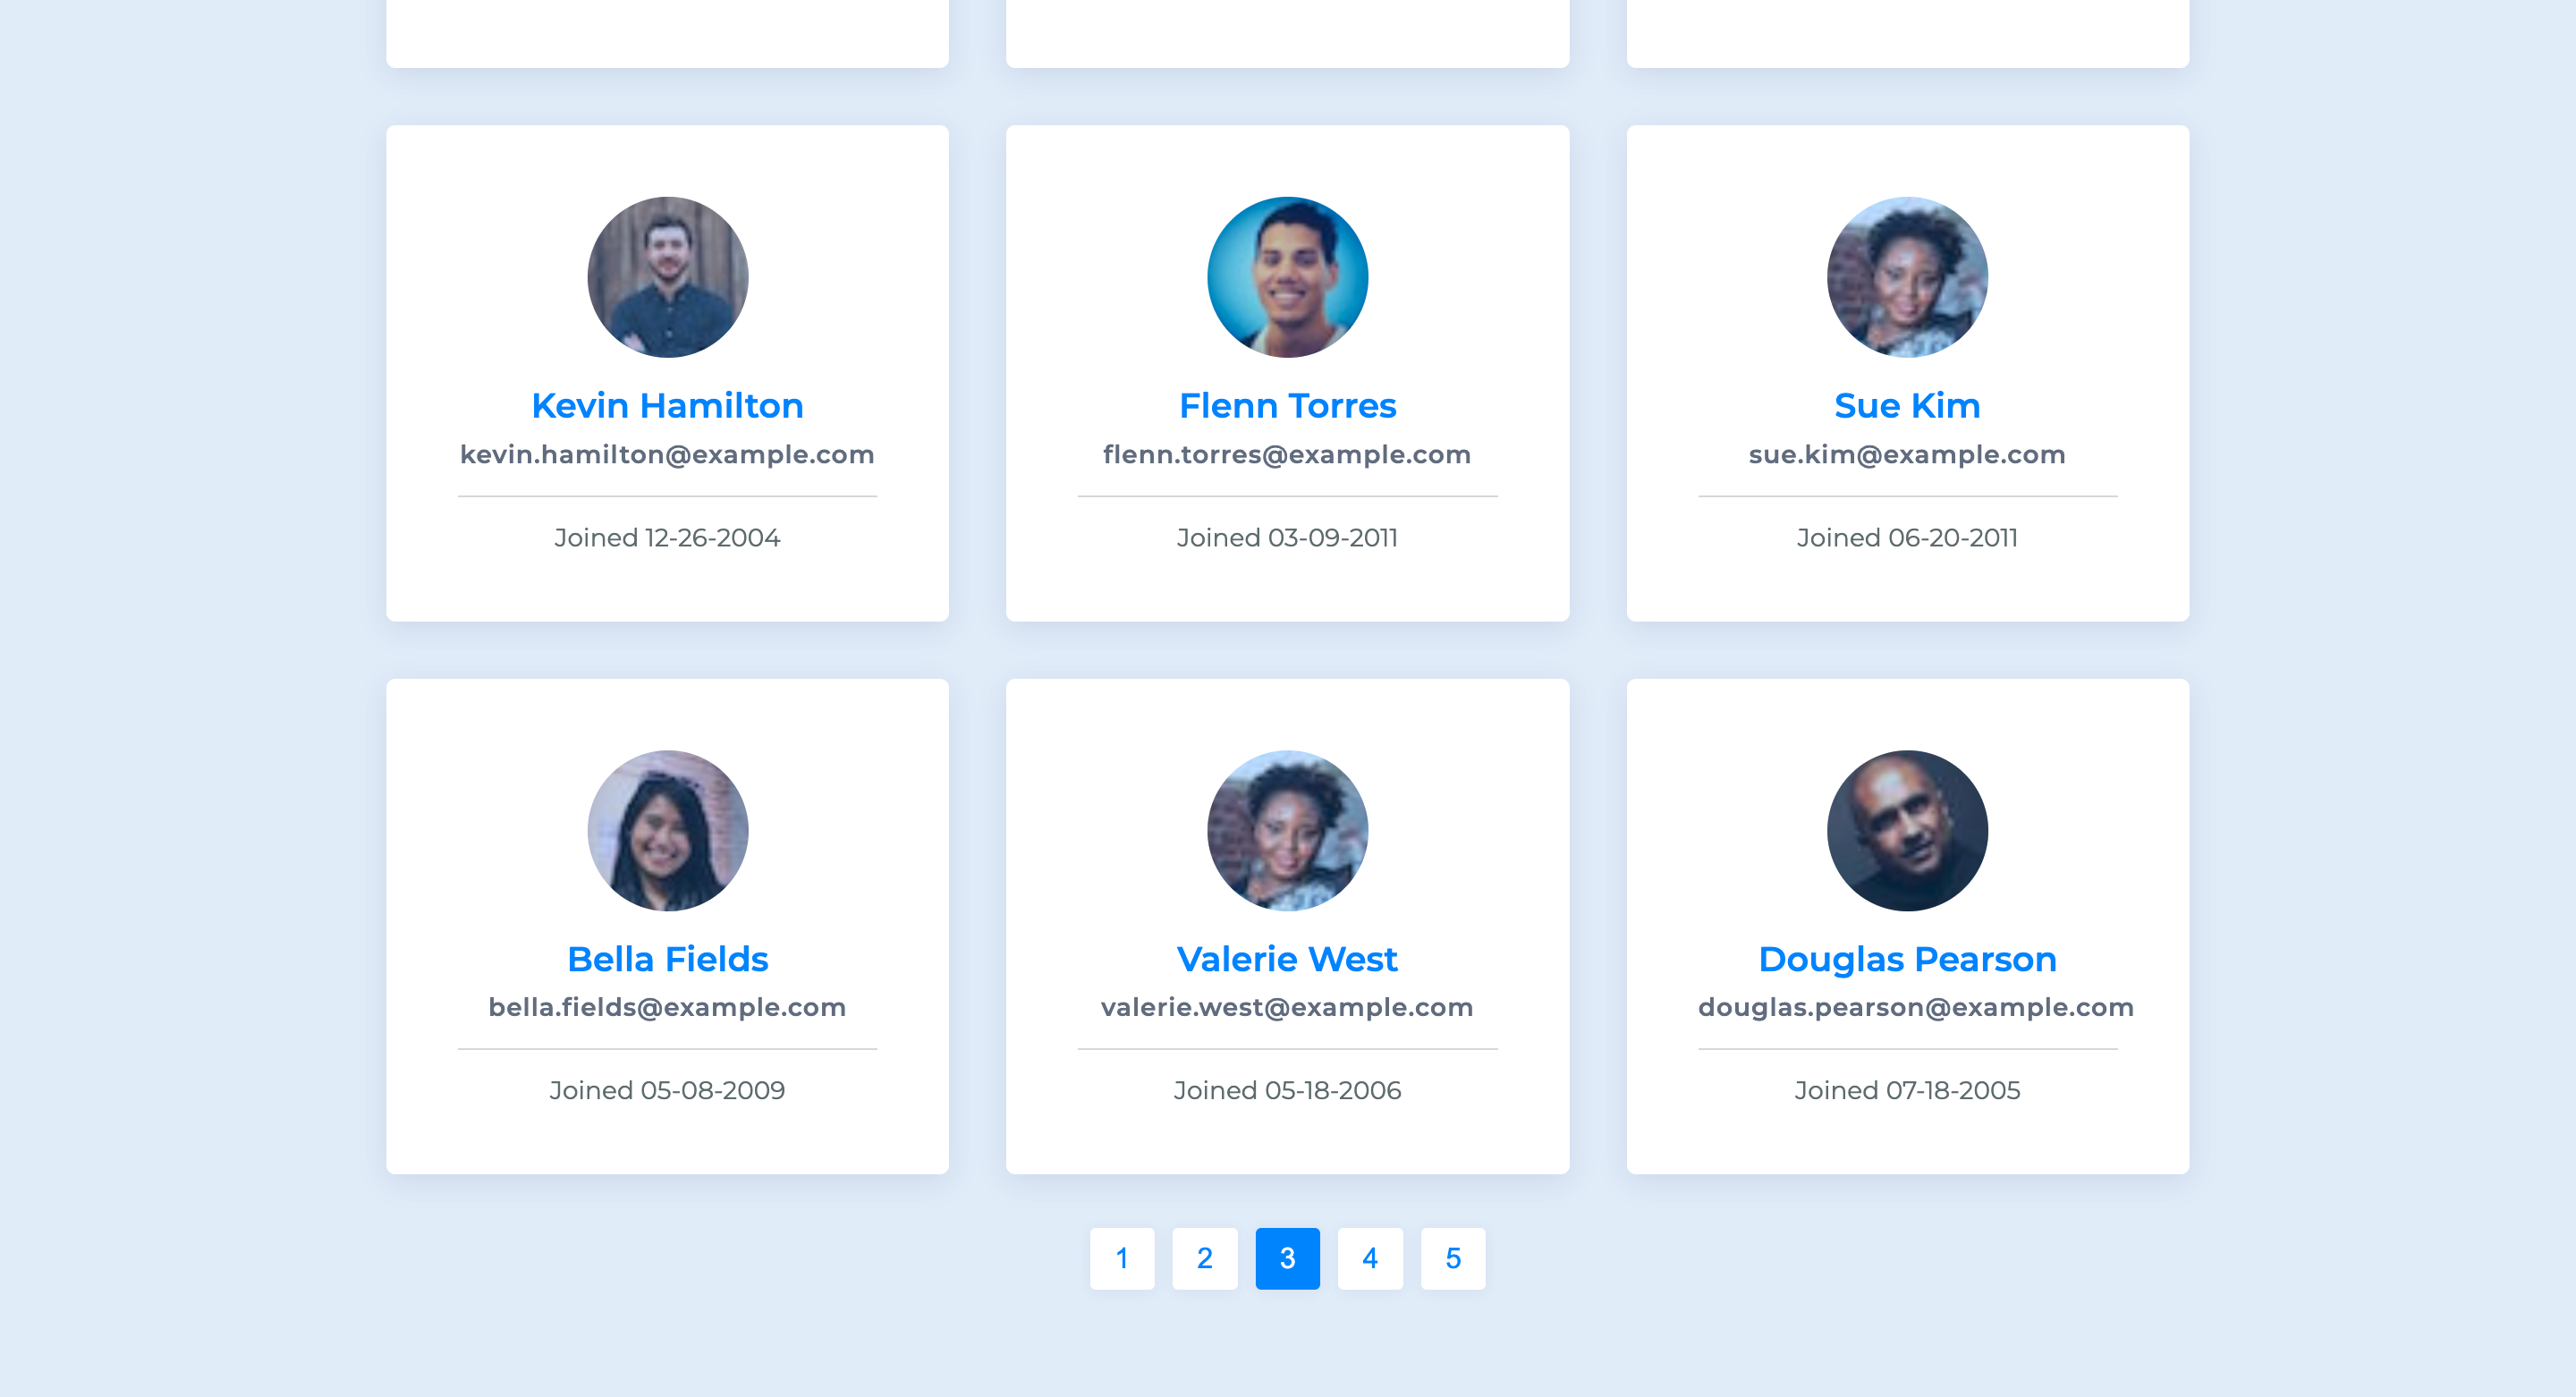 Kevin Hamilton
kevin.hamilton@example.com
Joined 12-26-2004
Flenn Torres
flenn.torres@example.com
Joined 03-09-2011
Sue Kim
sue.kim@example.com
Joined 06-20-2011
Bella Fields
bella.fields@example.com
Joined 05-08-2009
Valerie West
valerie.west@example.com
Joined 05-18-2006
Douglas Pearson
douglas.pearson@example.com
Joined 07-18-2005
1 2 3 4 5